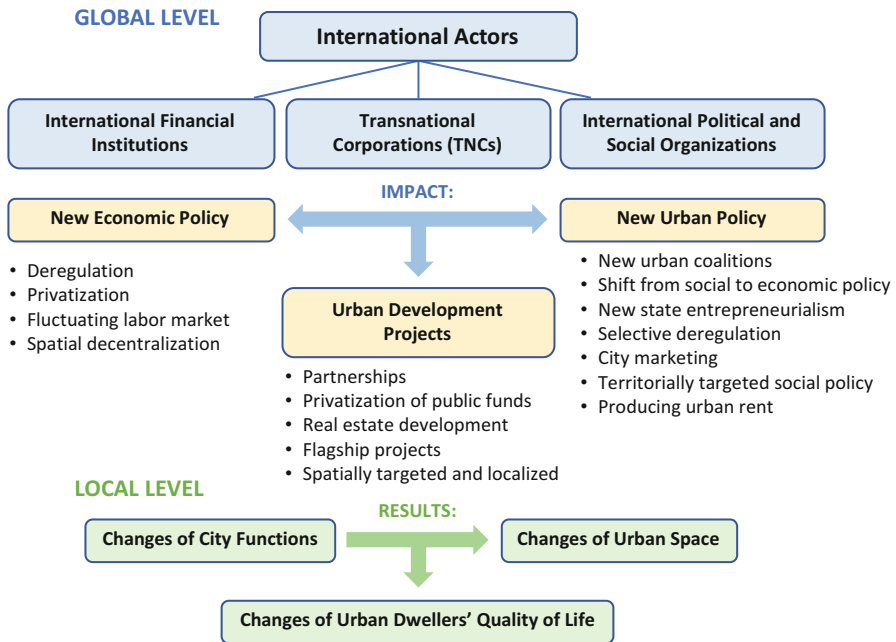 GLOBAL LEVEL
International Actors
International Financial
Institutions
Transnational
Corporations (TNCs)
International Political and
Social Organizations
IMPACT:
New Economic Policy
New Urban Policy
• Deregulation
• Privatization
• Fluctuating labor market
• Spatial decentralization
• New urban coalitions
• Shift from social to economic policy
• New state entrepreneurialism
• Selective deregulation
• City marketing
• Territorially targeted social policy
• Producing urban rent
Urban Development
Projects
• Partnerships
• Privatization of public funds
• Real estate development
• Flagship projects
• Spatially targeted and localized
LOCAL LEVEL
RESULTS:
Changes of City Functions
Changes of Urban Space
Changes of Urban Dwellers’ Quality of Life